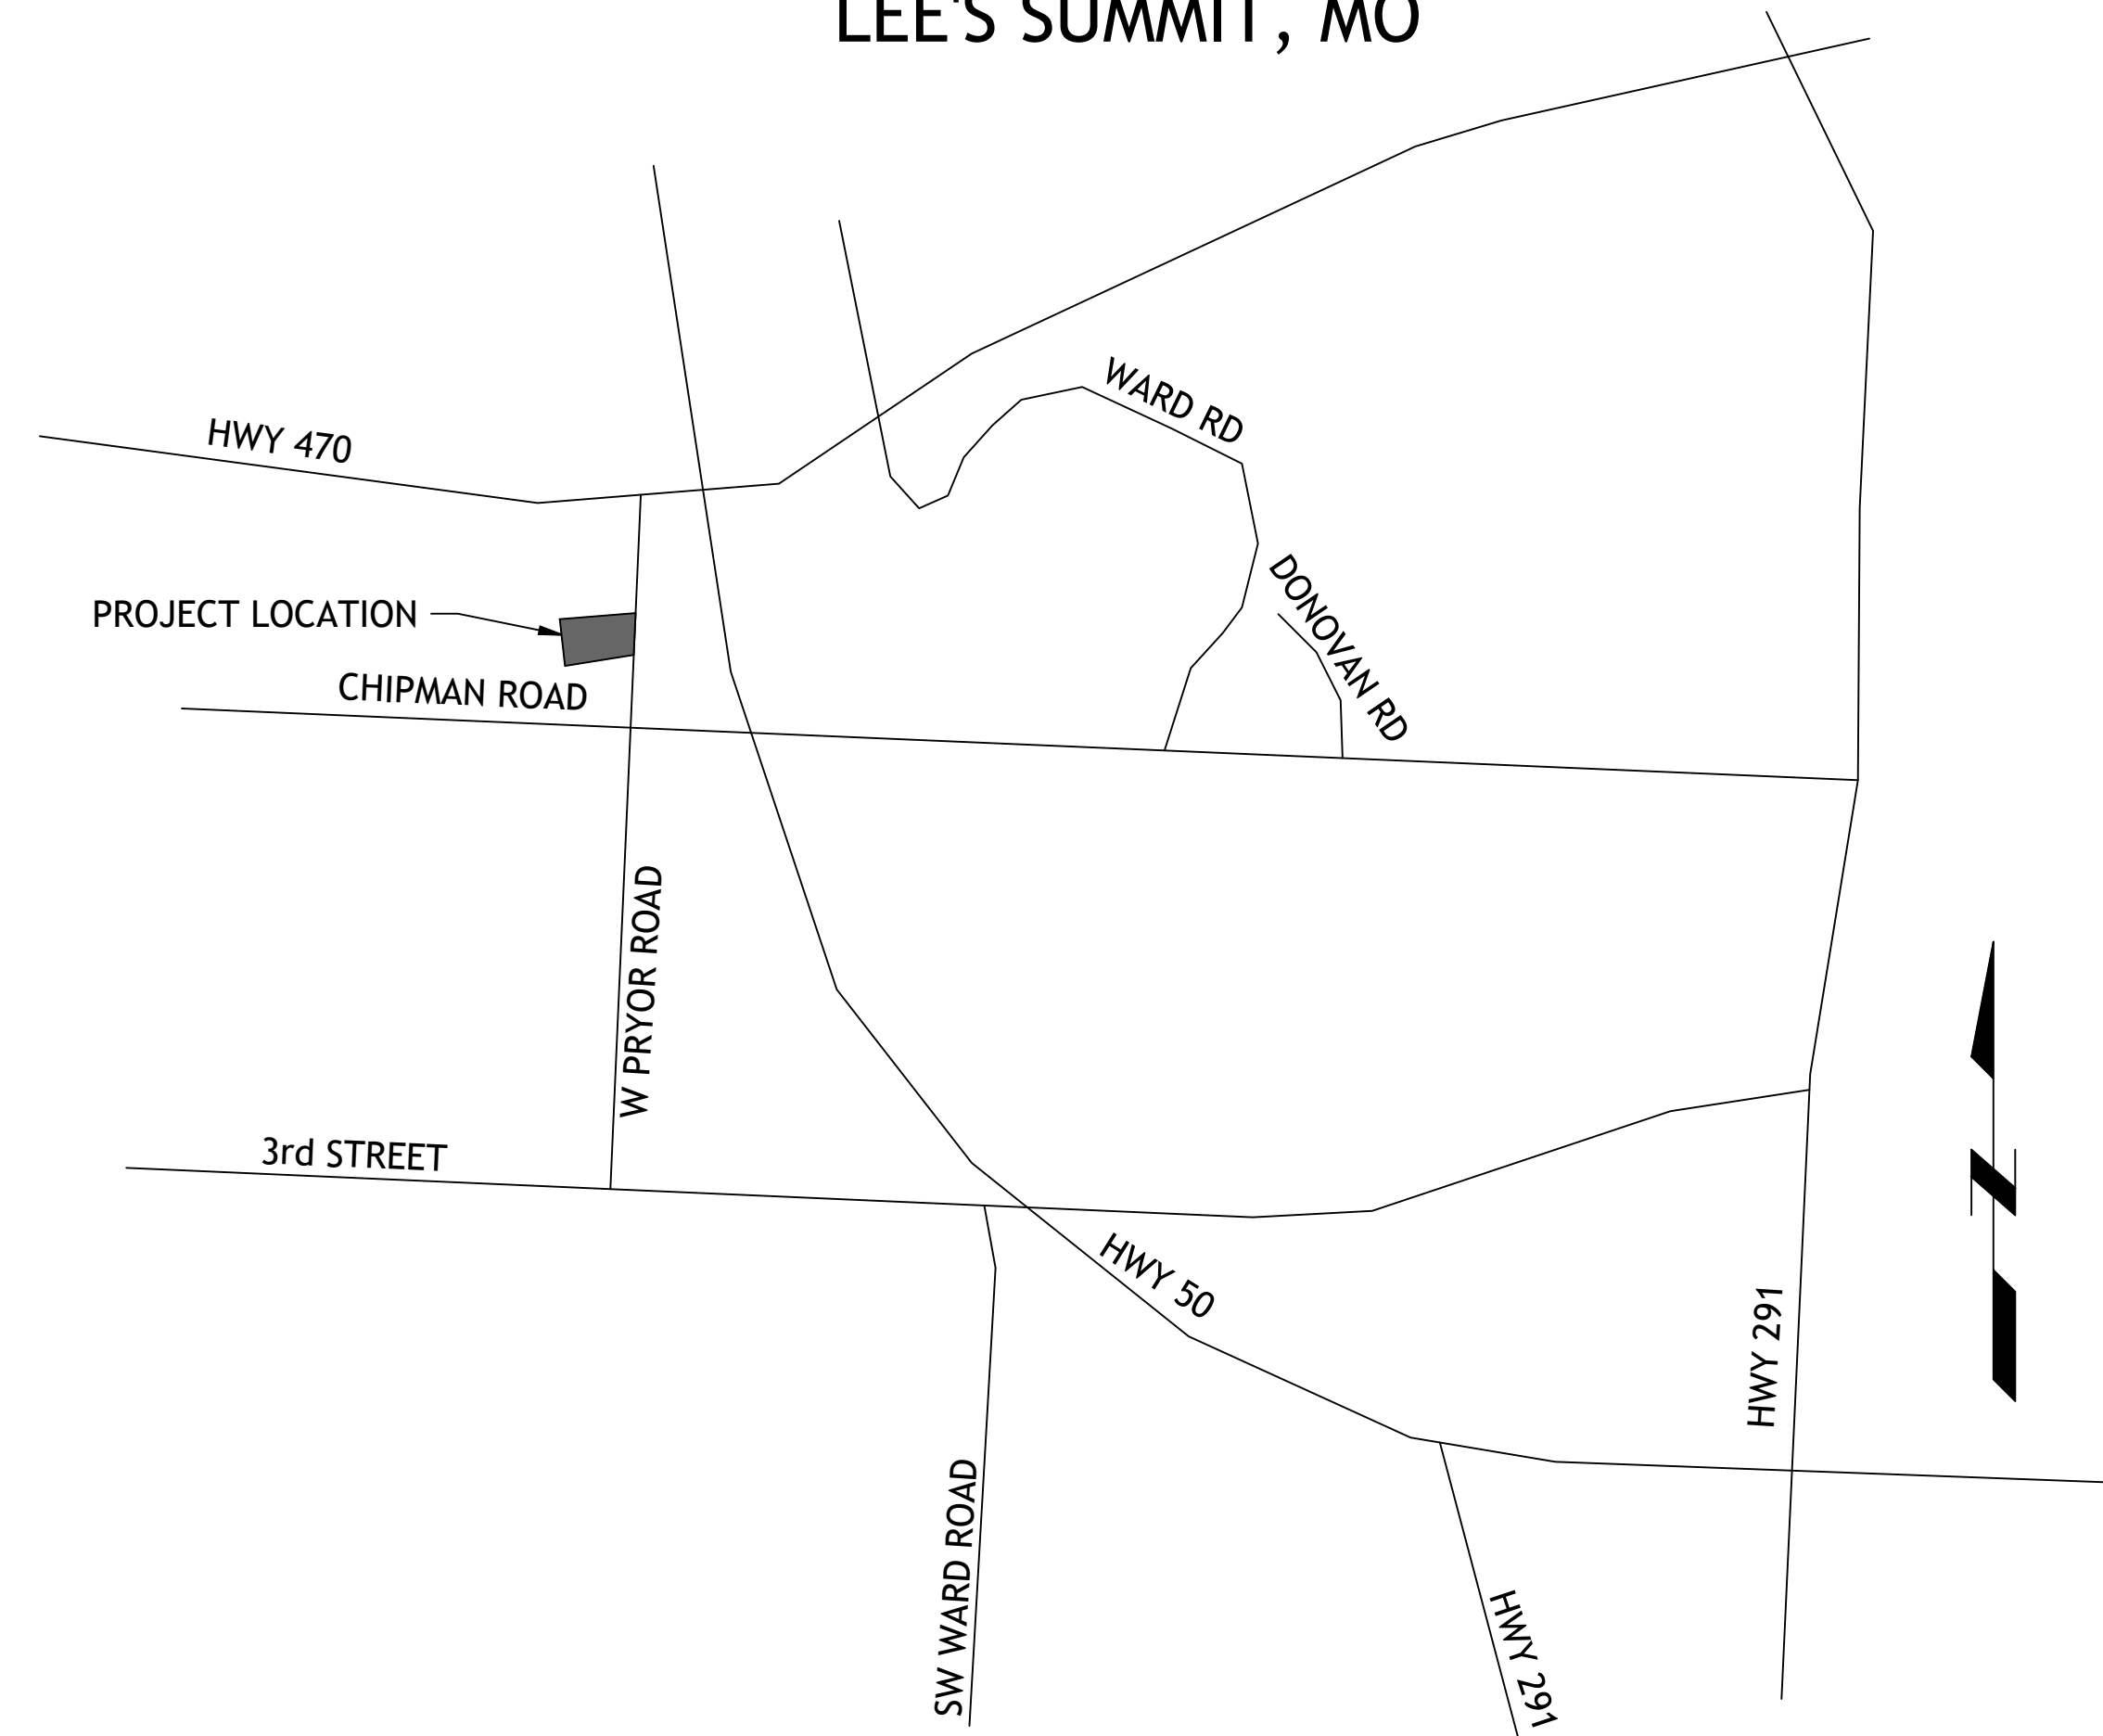 LEE'S SUMMIT, MO
WARD RD
HWY 470
DONOVAN RD
PROJECT LOCATION
CHIPMAN ROAD
W PRYOR ROAD
3rd STREET
N
HWY 50
HWY 291
SW WARD ROAD
HWY 291